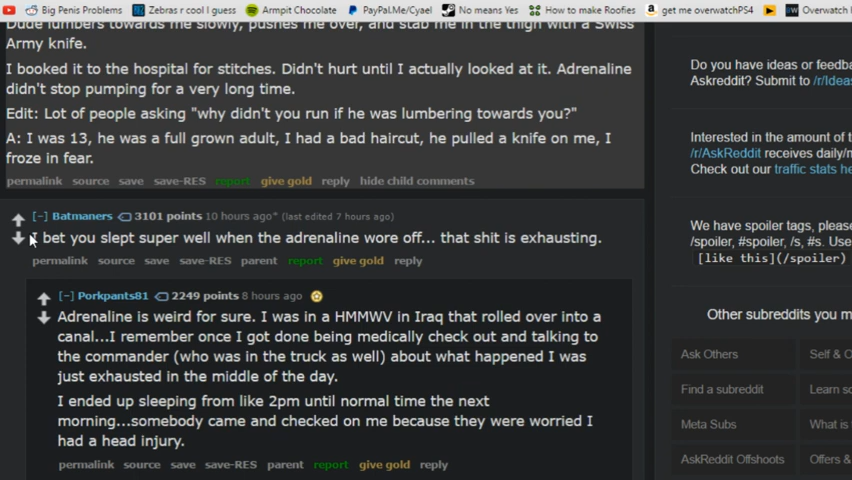 Big Penis Problems Zebras r cool I guess Armpit Chocolate PayPal.Me/Cyael No means Yes How to make Roofies get me overwatchPS4 Overwatch
Dude lumbers towards me slowly, pushes me over, and stab me in the thigh with a Swiss
Army knife.
I booked it to the hospital for stitches. Didn't hurt until I actually looked at it. Adrenaline
didn't stop pumping for a very long time.
Edit: Lot of people asking "why didn't you run if he was lumbering towards you?"
A: I was 13, he was a full grown adult, I had a bad haircut, he pulled a knife on me, I
froze in fear.
permalink source save save-RES report give gold reply hide child comments
[-] Batmaners 3101 points 10 hours ago* (last edited 7 hours ago)
I bet you slept super well when the adrenaline wore off... that shit is exhausting.
permalink source save save-RES parent report give gold reply
[-] Porkpants81 2249 points 8 hours ago
Adrenaline is weird for sure. I was in a HMMWV in Iraq that rolled over into a
canal...I remember once I got done being medically check out and talking to
the commander (who was in the truck as well) about what happened I was
just exhausted in the middle of the day.
I ended up sleeping from like 2pm until normal time the next
morning...somebody came and checked on me because they were worried I
had a head injury.
permalink source save save-RES parent report give gold reply
Do you have ideas or feedba
Askreddit? Submit to /r/Ideas
Interested in the amount of t
/r/AskReddit receives daily/m
Check out our traffic stats he
We have spoiler tags, please
/spoiler, #spoiler, /s, #s. Use
[like this](/spoiler)
Other subreddits you m
Ask Others Self & O
Find a subreddit Learn so
Meta Subs What is
AskReddit Offshoots Offers &